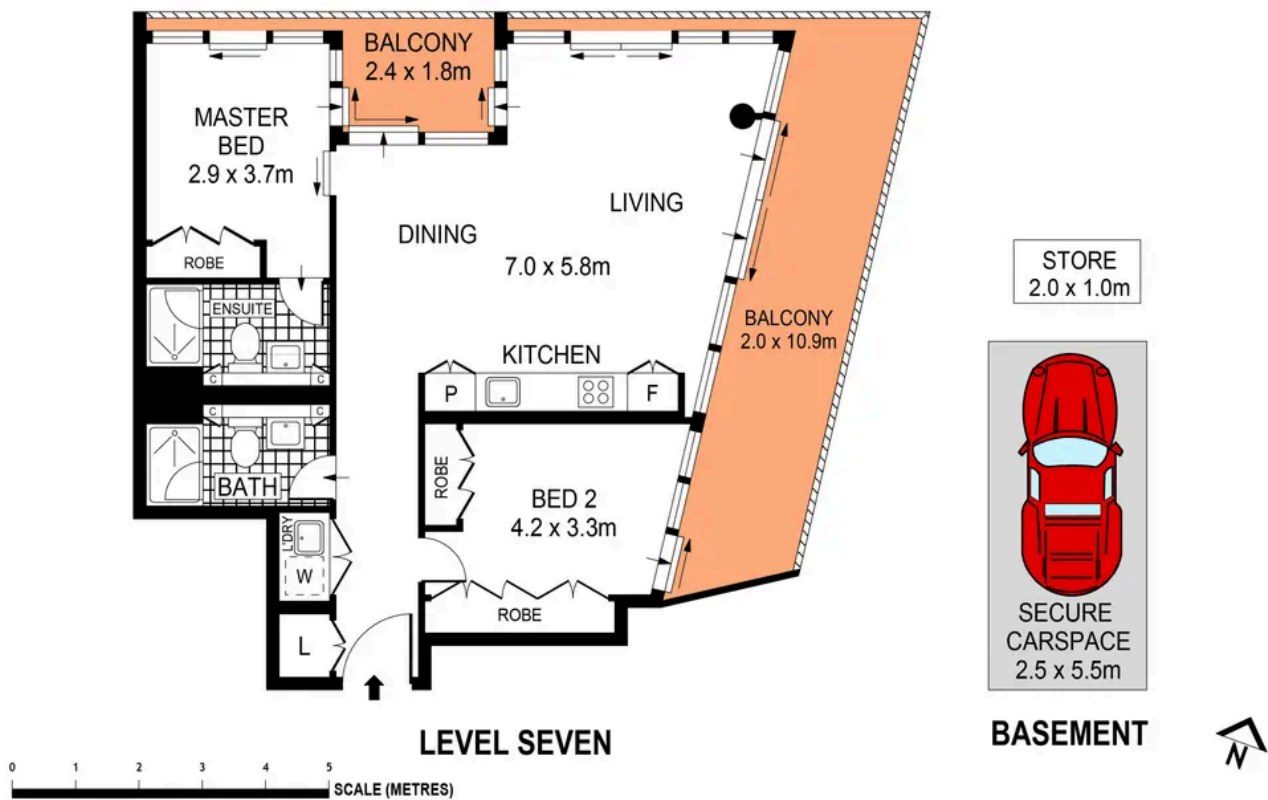 BALCONY
2.4 x 1.8m
MASTER
BED
2.9 x 3.7m
LIVING
DINING
7.0 x 5.8m
ROBE
ENSUITE
C
C
BALCONY
2.0 x 10.9m
KITCHEN
P
F
C
C
ROBE
BATH
BED 2
4.2 x 3.3m
L'DRY
W
ROBE
L
STORE
2.0 x 1.0m
SECURE
CARSPACE
2.5 x 5.5m
LEVEL SEVEN
BASEMENT
N
0 1 2 3 4 5
SCALE (METRES)